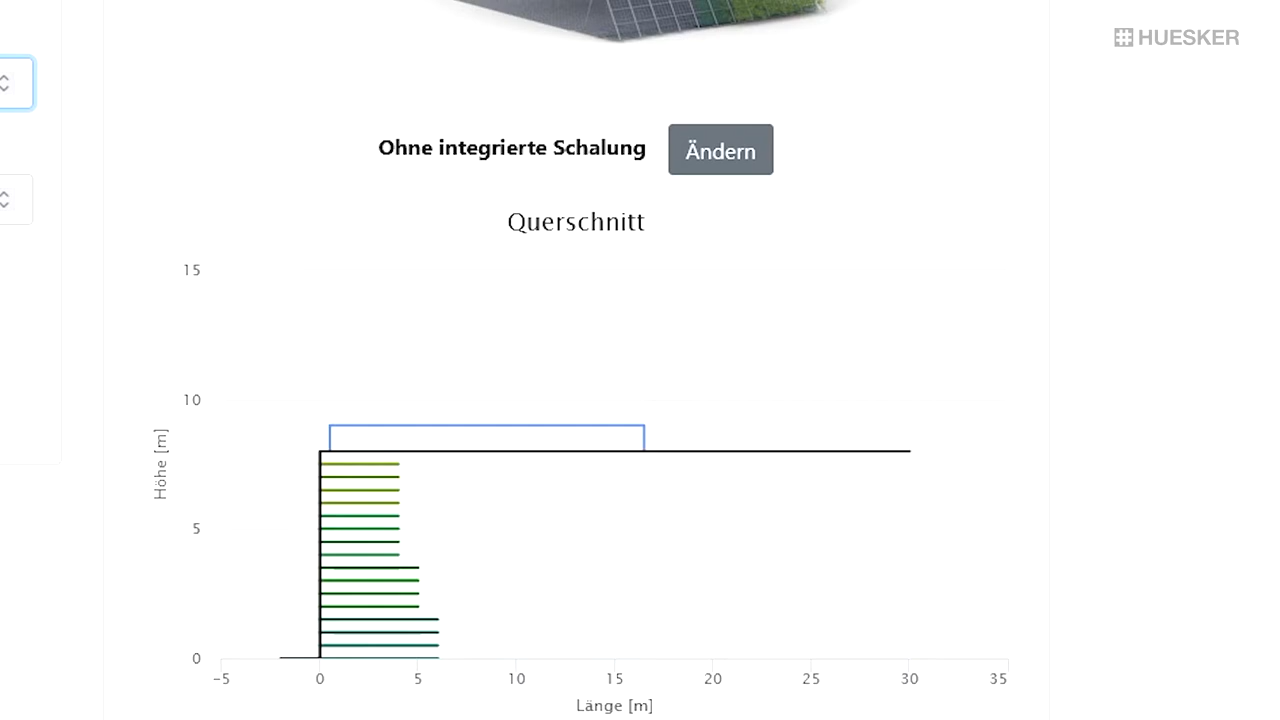 HUESKER
Ohne integrierte Schalung
Ändern
Querschnitt
15
10
5
0
Höhe [m]
−5
0
5
10
15
20
25
30
35
Länge [m]